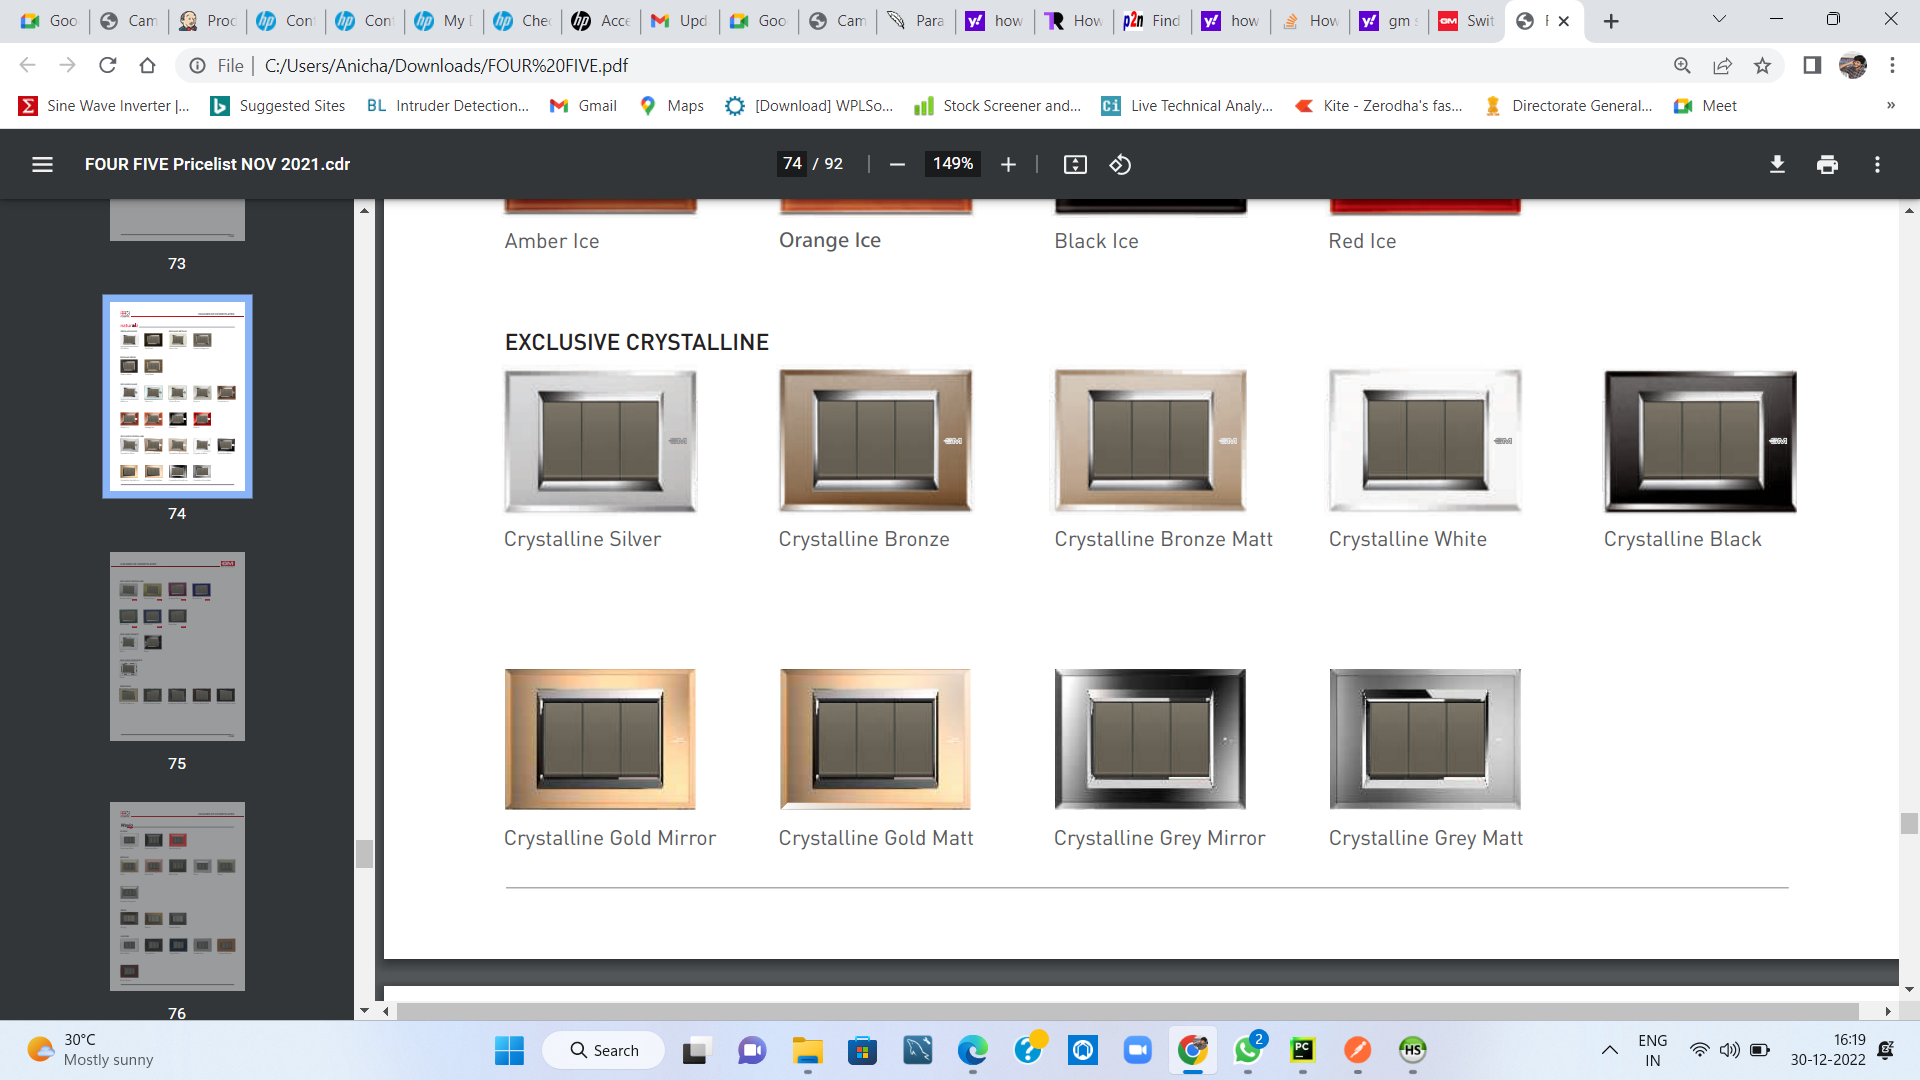 Goo
Cam
Proc
Con
Con
My D
Che
Acce
Upd
Goo
Cam
Para
how
How
Find
how
How
gm s
Swit
File
C:/Users/Anicha/Downloads/FOUR%20FIVE.pdf
Sine Wave Inverter |...
Suggested Sites
BL Intruder Detection...
Gmail
Maps
[Download] WPLSo...
Stock Screener and...
Ci Live Technical Analy...
Kite - Zerodha's fas...
Directorate General...
Meet
»
FOUR FIVE Pricelist NOV 2021.cdr
74 / 92
149%
73
74
75
76
Amber Ice
Orange Ice
Black Ice
Red Ice
EXCLUSIVE CRYSTALLINE
Crystalline Silver
Crystalline Bronze
Crystalline Bronze Matt
Crystalline White
Crystalline Black
Crystalline Gold Mirror
Crystalline Gold Matt
Crystalline Grey Mirror
Crystalline Grey Matt
30°C
Mostly sunny
Search
2
PC
HS
ENG
IN
16:19
30-12-2022